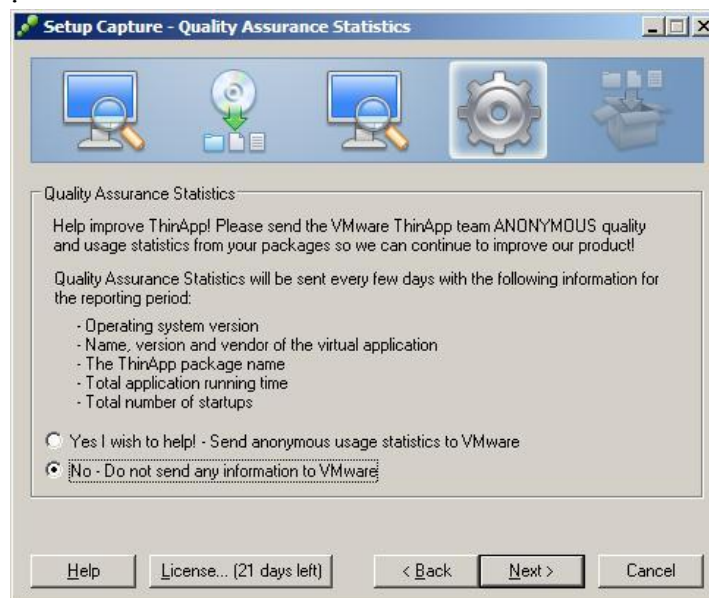 Setup Capture - Quality Assurance Statistics
Quality Assurance Statistics
Help improve ThinApp! Please send the VMware ThinApp team ANONYMOUS quality
and usage statistics from your packages so we can continue to improve our product!
Quality Assurance Statistics will be sent every few days with the following information for
the reporting period:
- Operating system version
- Name, version and vendor of the virtual application
- The ThinApp package name
- Total application running time
- Total number of startups
Yes I wish to help! - Send anonymous usage statistics to VMware
No - Do not send any information to VMware
Help License... (21 days left) < Back Next > Cancel